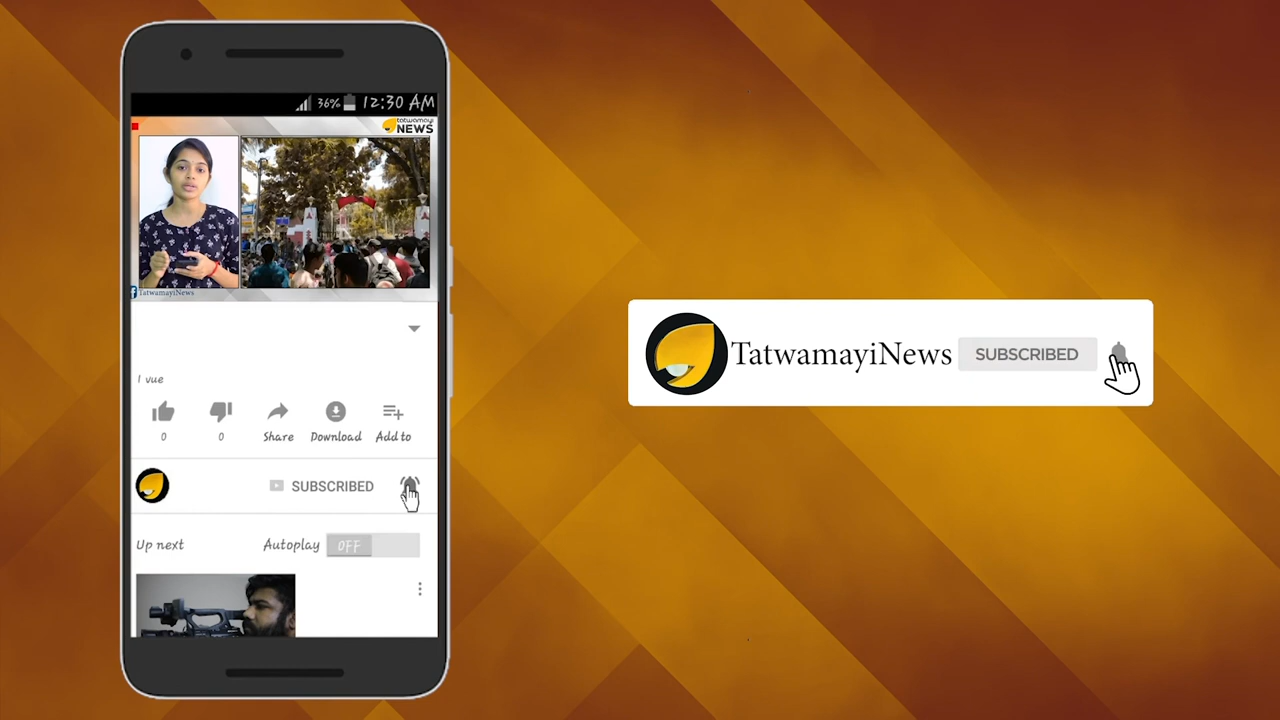 36% 12:30 AM
tatwamayi
NEWS
TatwamayiNews
1 vue
0 0 Share Download Add to
SUBSCRIBED
Up next Autoplay OFF
TatwamayiNews SUBSCRIBED